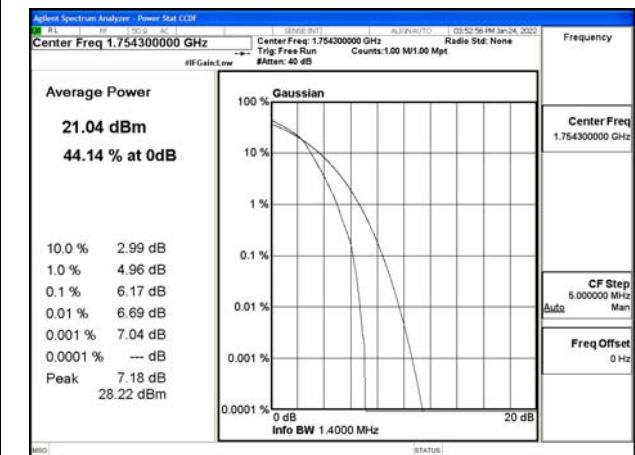 Agilent Spectrum Analyzer - Power Stat CCDF
RL RF 50 Ω AC SENSE:INT ALIGN AUTO 03:52:56 PM Jan 24, 2022
Center Freq 1.754300000 GHz
Center Freq: 1.754300000 GHz Radio Std: None
Trig: Free Run Counts:1.00 M/1.00 Mpt
#IFGain:Low #Atten: 40 dB
Frequency
Average Power
21.04 dBm
44.14 % at 0dB
10.0 % 2.99 dB
1.0 % 4.96 dB
0.1 % 6.17 dB
0.01 % 6.69 dB
0.001 % 7.04 dB
0.0001 % --- dB
Peak 7.18 dB
28.22 dBm
Gaussian
100 %
10 %
1 %
0.1 %
0.01 %
0.001 %
0.0001 %
0 dB 20 dB
Info BW 1.4000 MHz
Center Freq
1.754300000 GHz
CF Step
5.000000 MHz
Auto Man
Freq Offset
0 Hz
MSG STATUS